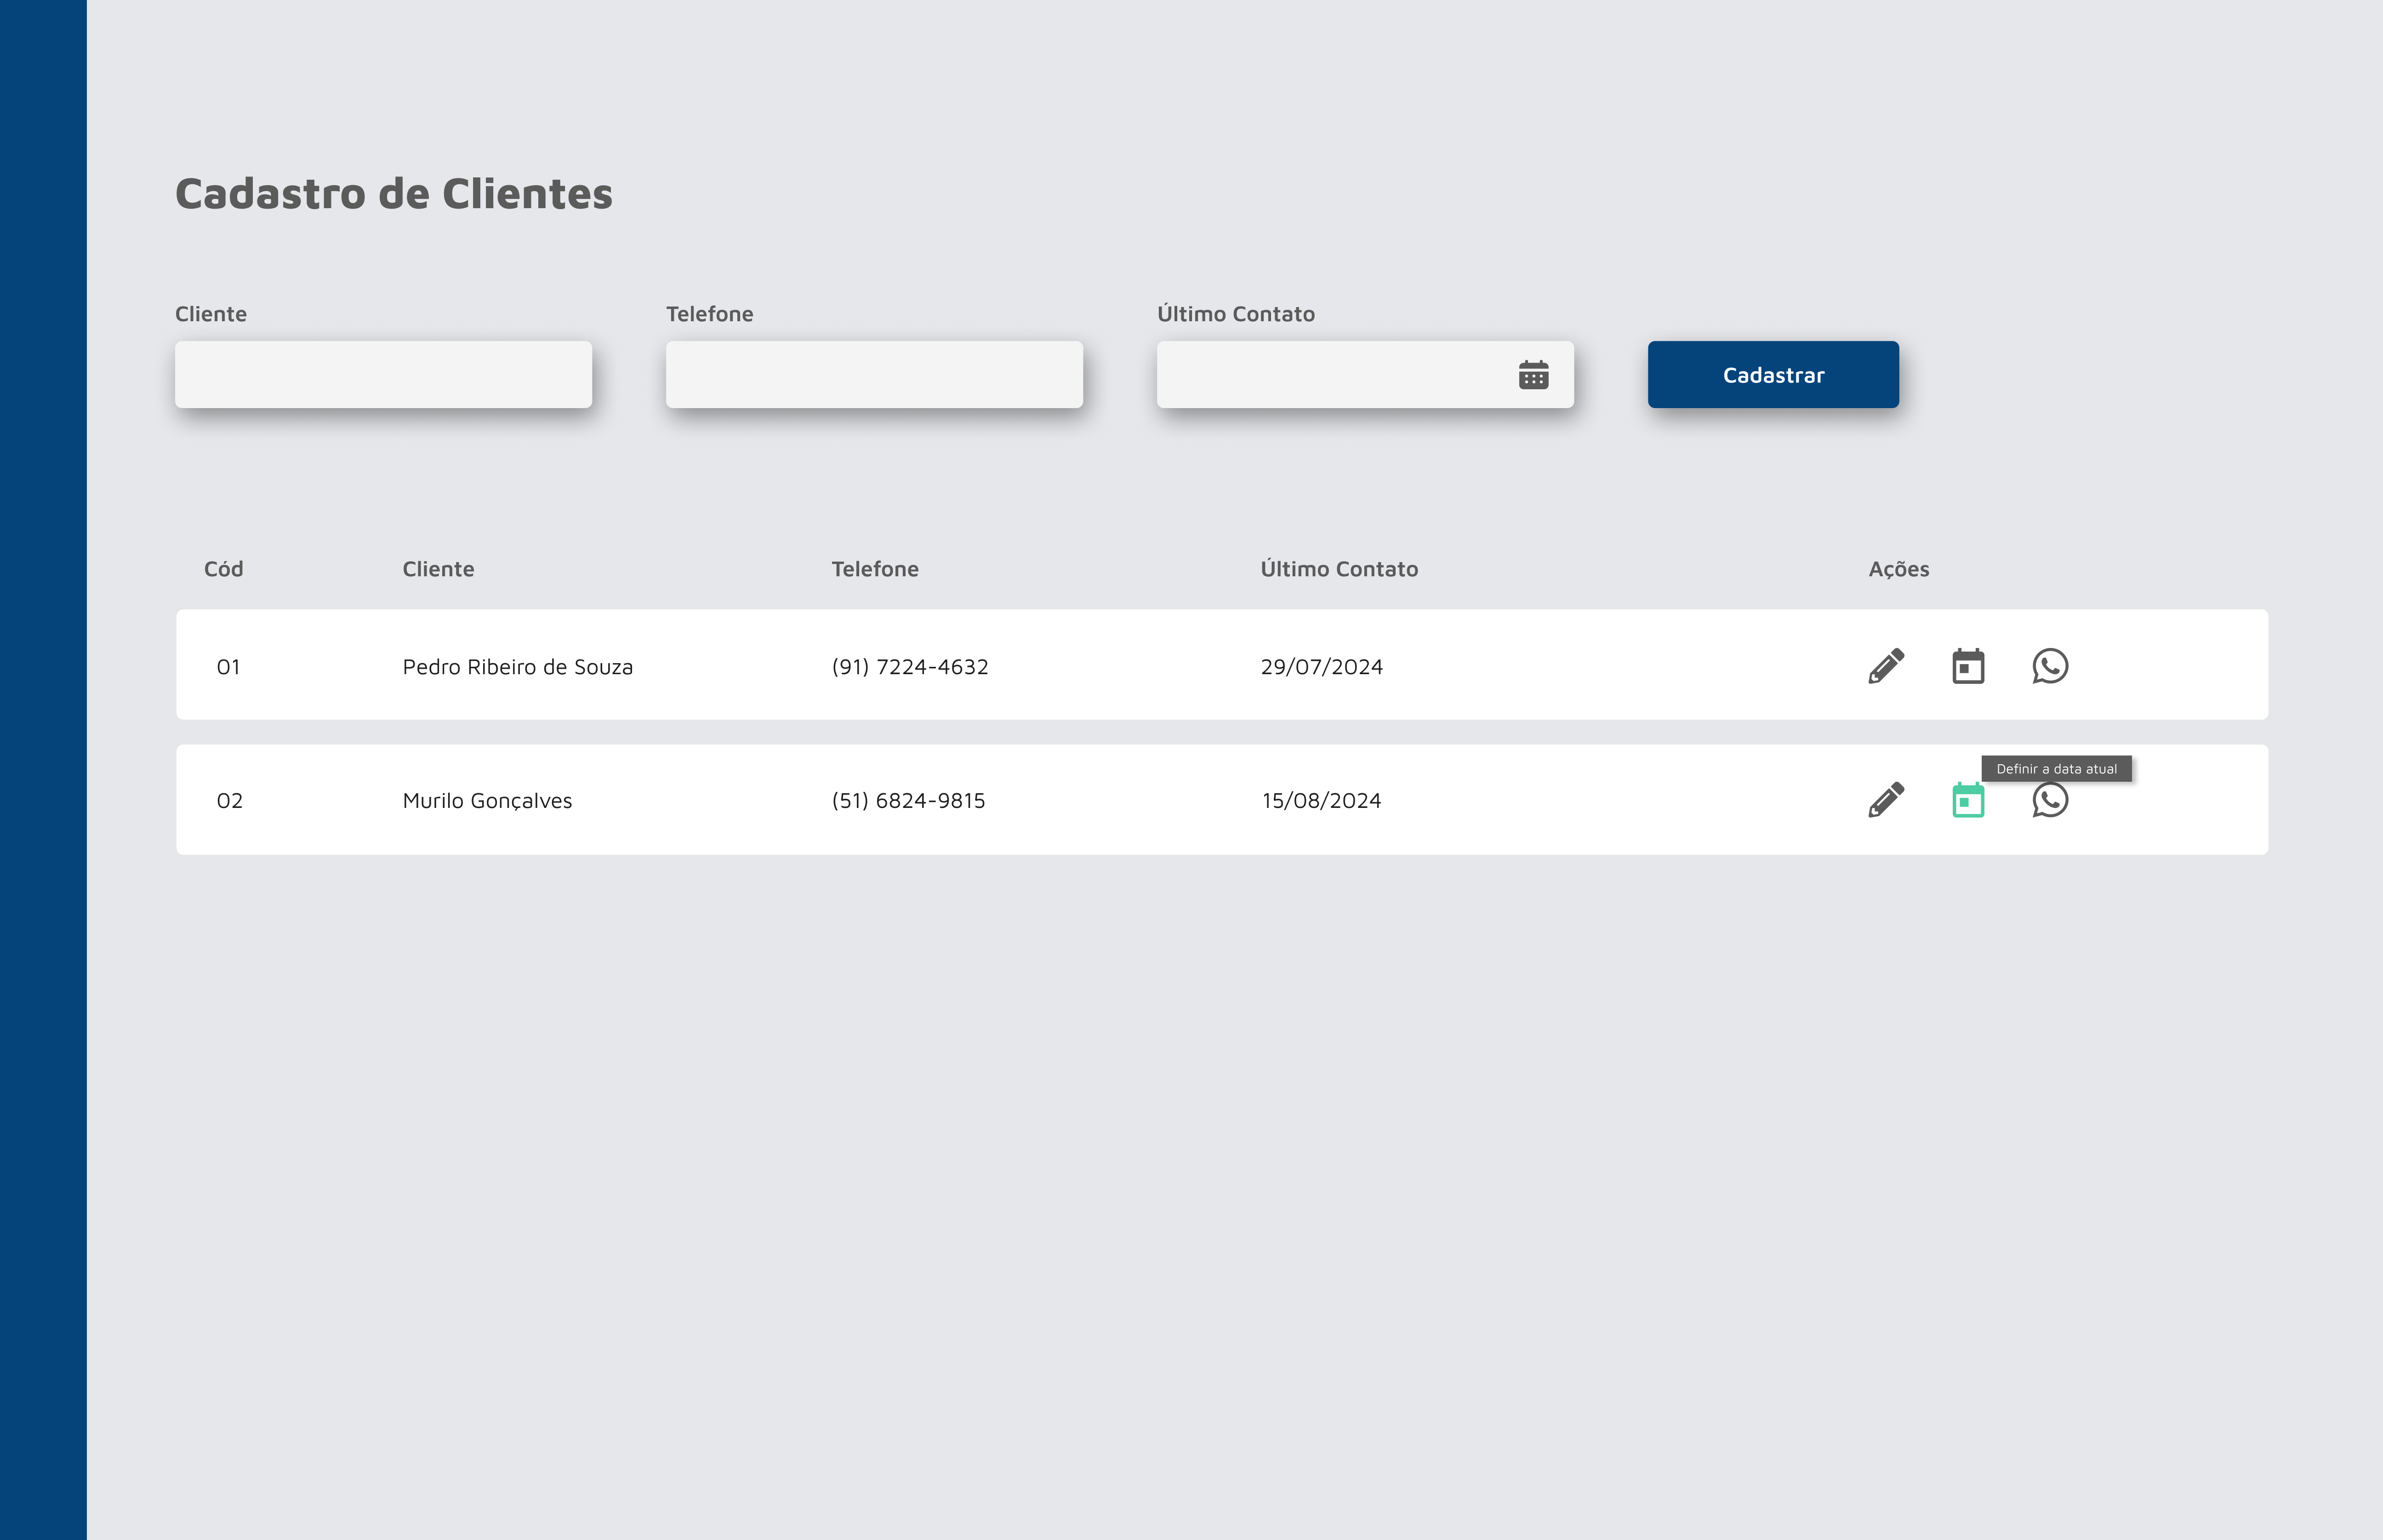 Cadastro de Clientes
Cliente Telefone Último Contato
Cadastrar
Cód Cliente Telefone Último Contato Ações
01 Pedro Ribeiro de Souza (91) 7224-4632 29/07/2024
Definir a data atual
02 Murilo Gonçalves (51) 6824-9815 15/08/2024